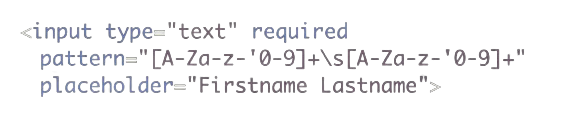 <input type="text" required
pattern="[A-Za-z-'0-9]+\s[A-Za-z-'0-9]+"
placeholder="Firstname Lastname">